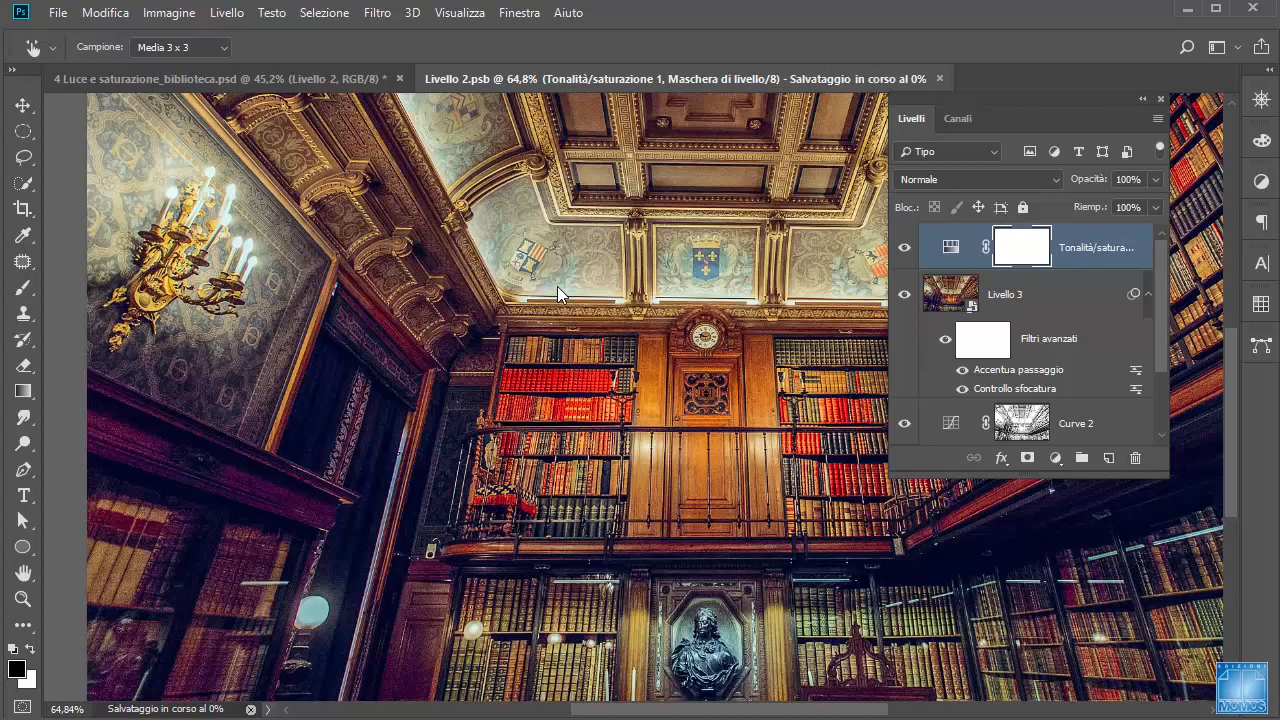 Ps File Modifica Immagine Livello Testo Selezione Filtro 3D Visualizza Finestra Aiuto
Campione: Media 3 x 3
4 Luce e saturazione_biblioteca.psd @ 45,2% (Livello 2, RGB/8) * ×
Livello 2.psb @ 64,8% (Tonalità/saturazione 1, Maschera di livello/8) - Salvataggio in corso al 0% ×
Livelli Canali
Tipo
Normale Opacità: 100%
Bloc.: Riemp.: 100%
Tonalità/satura...
Livello 3
Filtri avanzati
Accentua passaggio
Controllo sfocatura
Curve 2
fx
64,84% Salvataggio in corso al 0%
EDIZIONI
MOMOS